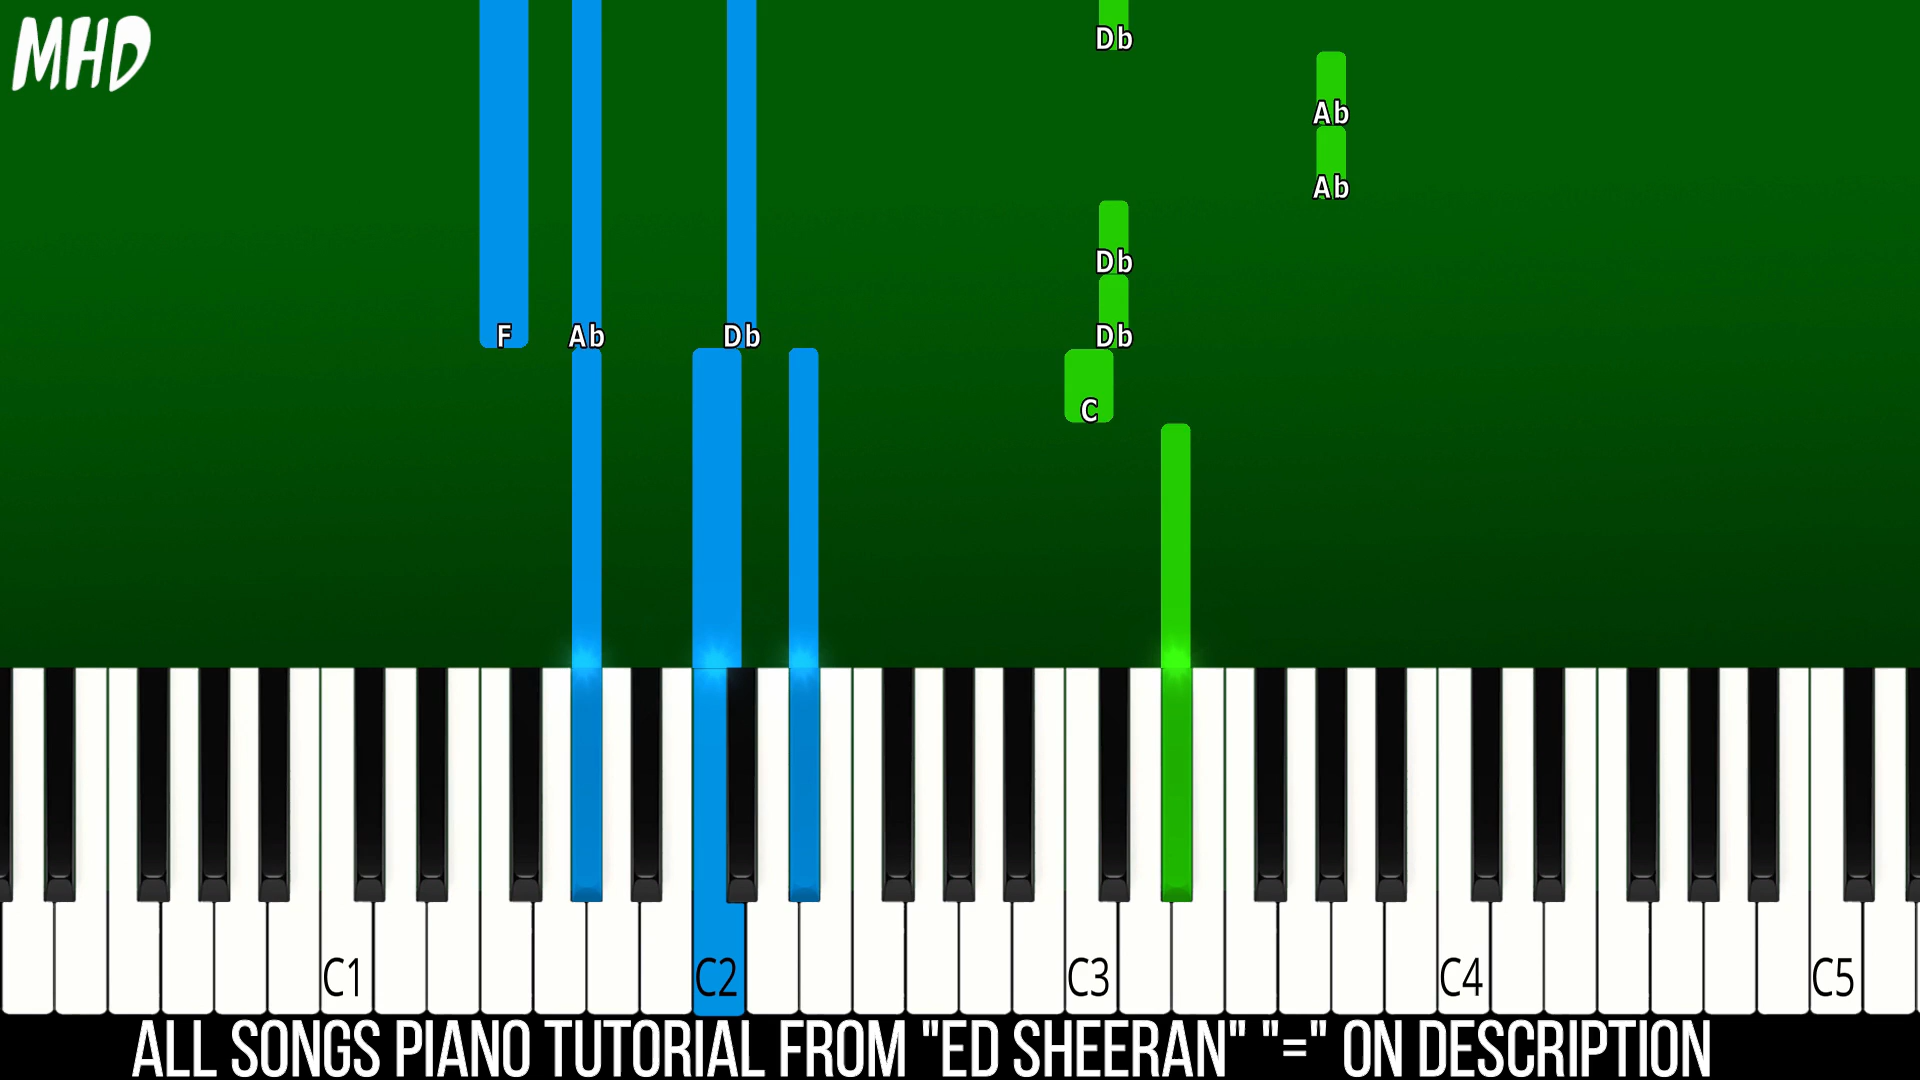 MHD
Db
Ab
Ab
Db
F Ab Db Db
C
C1 C2 C3 C4 C5
ALL SONGS PIANO TUTORIAL FROM "ED SHEERAN" "=" ON DESCRIPTION